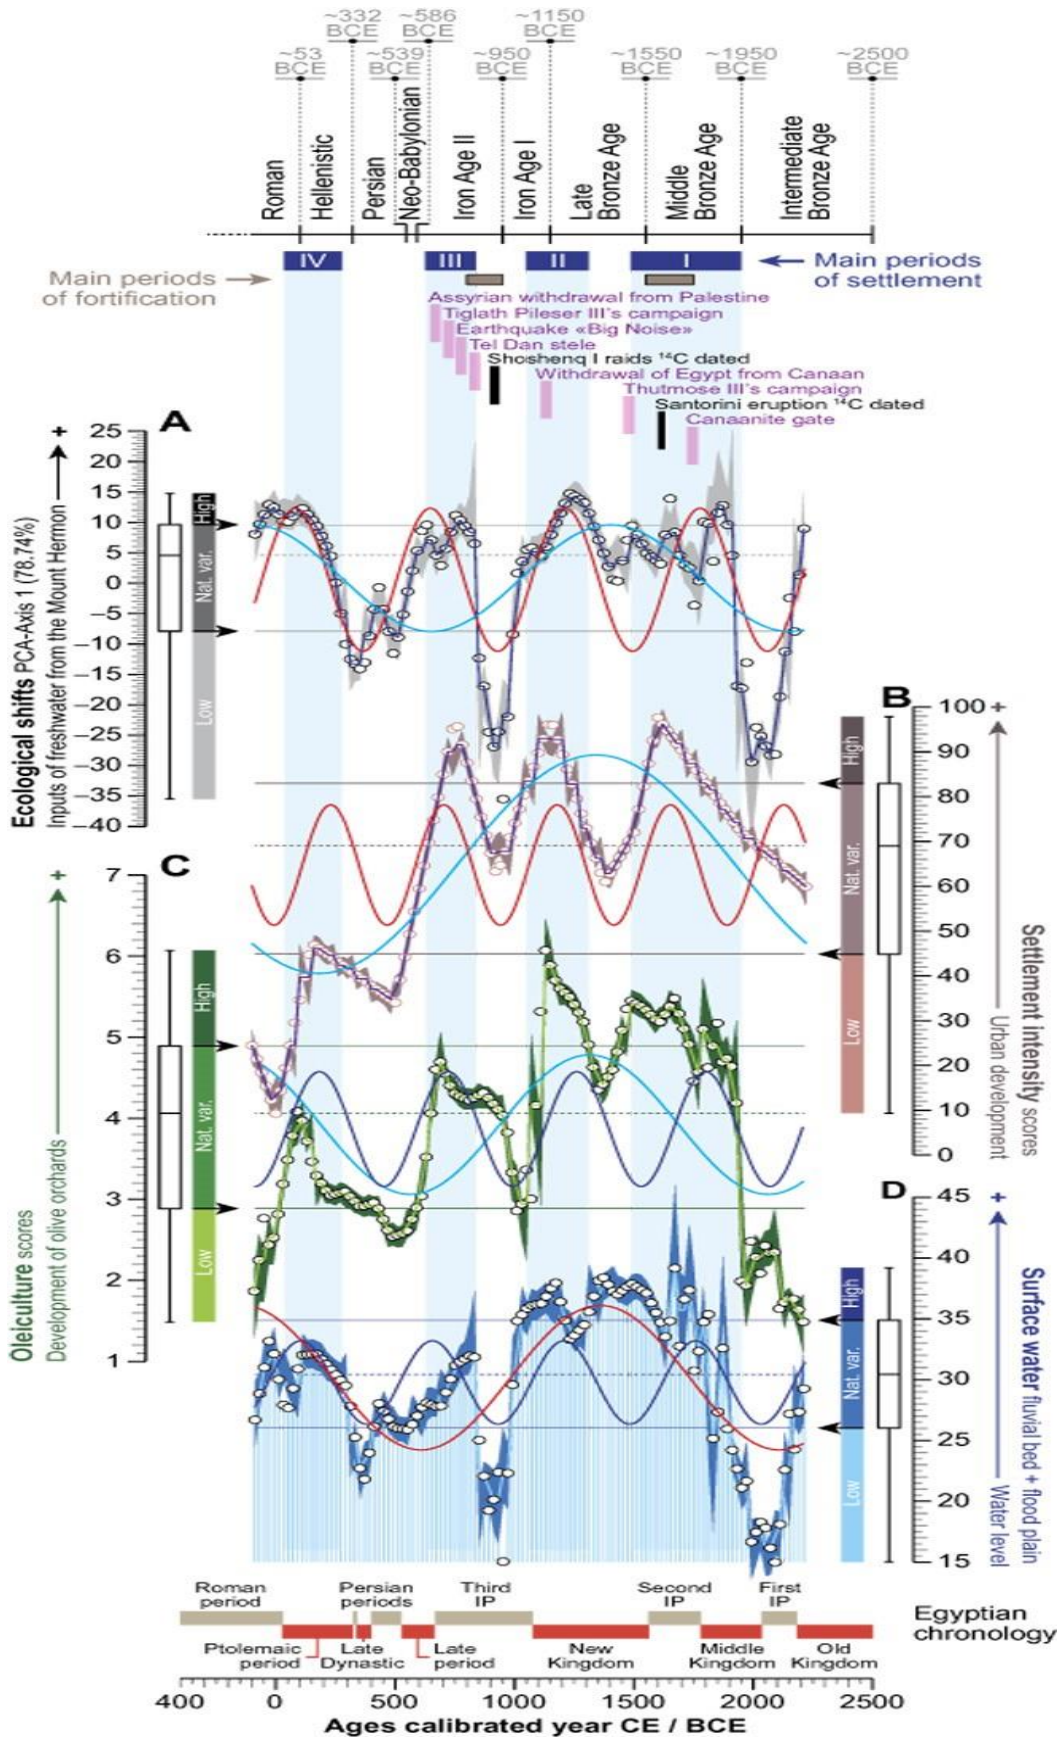 ~332
BCE
~586
BCE
~1150
BCE
~53
BCE
~539
BCE
~950
BCE
~1550
BCE
~1950
BCE
~2500
BCE
Roman
Hellenistic
Persian
Neo-Babylonian
Iron Age II
Iron Age I
Late
Bronze Age
Middle
Bronze Age
Intermediate
Bronze Age
IV
III
II
I
Main periods
of fortification
Main periods
of settlement
Assyrian withdrawal from Palestine
Tiglath Pileser III's campaign
Earthquake «Big Noise»
Tel Dan stele
Shoshenq I raids ¹⁴C dated
Withdrawal of Egypt from Canaan
Thutmose III's campaign
Santorini eruption ¹⁴C dated
Canaanite gate
A
Ecological shifts PCA-Axis 1 (78.74%)
Inputs of freshwater from the Mount Hermon
+
25
20
15
10
5
0
−5
−10
−15
−20
−25
−30
−35
−40
High
Nat. var.
Low
B
100
90
80
70
60
50
40
30
20
10
0
+
High
Nat. var.
Low
Settlement intensity scores
Urban development
C
Oleiculture scores
Development of olive orchards
+
7
6
5
4
3
2
1
High
Nat. var.
Low
D
45
40
35
30
25
20
15
+
High
Nat. var.
Low
Surface water fluvial bed + flood plain
Water level
Roman
period
Persian
periods
Third
IP
Second
IP
First
IP
Egyptian
chronology
Ptolemaic
period
Late
Dynastic
Late
period
New
Kingdom
Middle
Kingdom
Old
Kingdom
400 0 500 1000 1500 2000 2500
Ages calibrated year CE / BCE